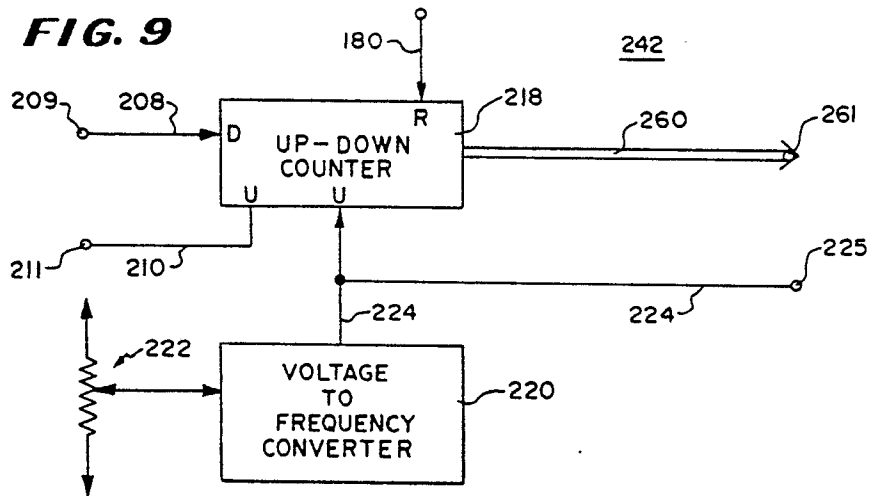 FIG. 9
180
242
209
208
218
R
260
261
D
UP-DOWN
COUNTER
U U
211
210
225
224
224
222
VOLTAGE
TO
FREQUENCY
CONVERTER
220